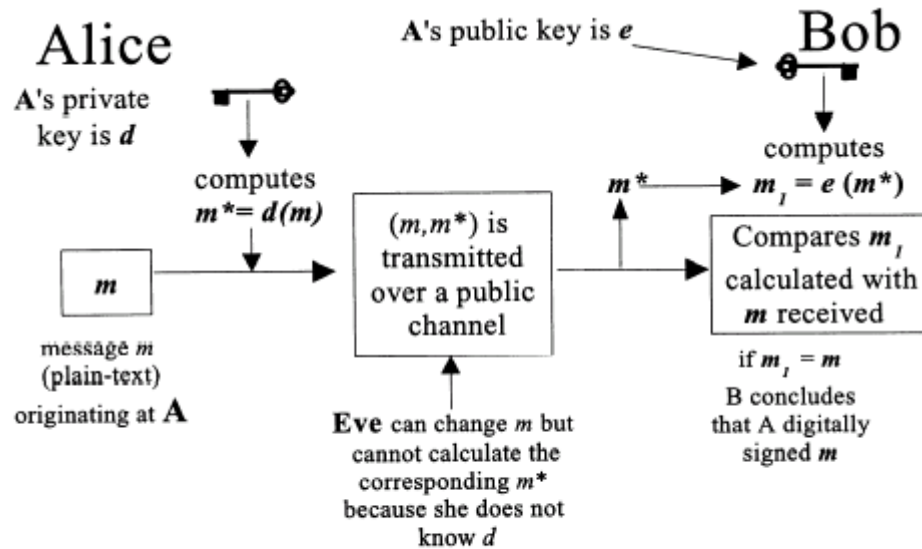 Alice
A's public key is e
Bob
A's private
key is d
computes
m*= d(m)
m
message m
(plain-text)
originating at A
(m,m*) is
transmitted
over a public
channel
Eve can change m but
cannot calculate the
corresponding m*
because she does not
know d
m*
computes
m₁ = e (m*)
Compares m₁
calculated with
m received
if m₁ = m
B concludes
that A digitally
signed m